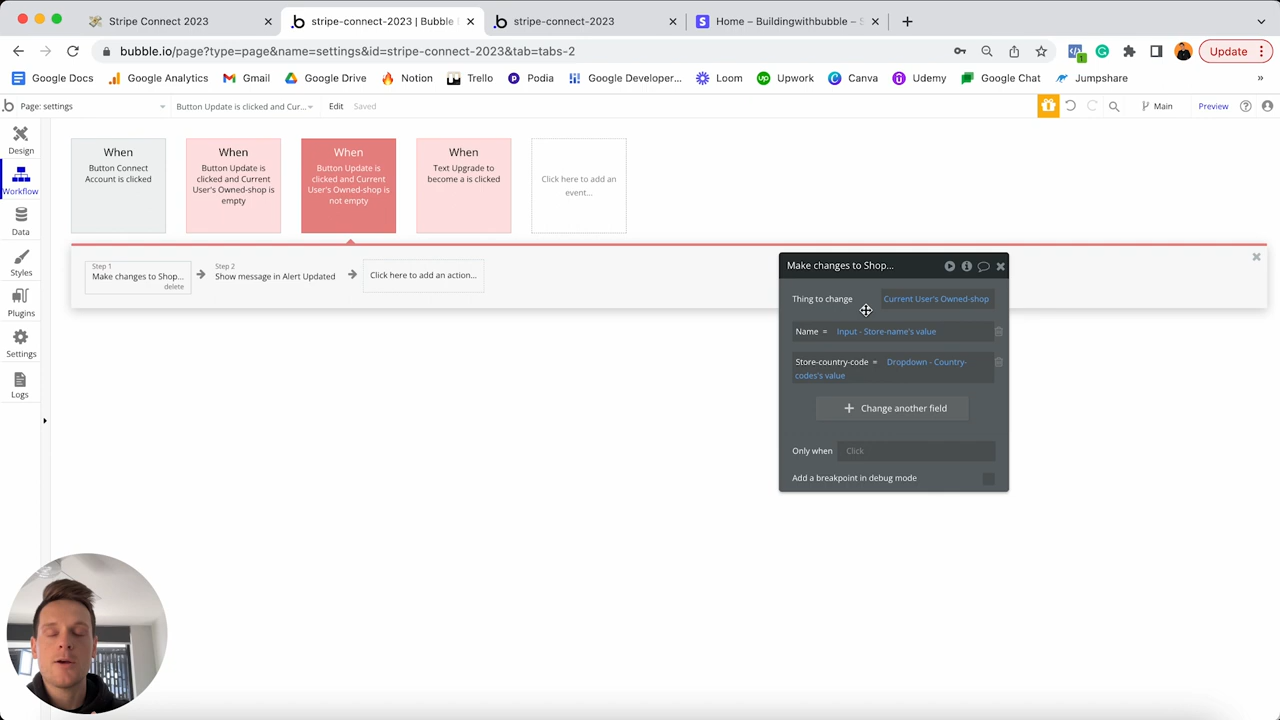 Stripe Connect 2023
stripe-connect-2023 | Bubble
stripe-connect-2023
Home – Buildingwithbubble – S
bubble.io/page?type=page&name=settings&id=stripe-connect-2023&tab=tabs-2
1
Update
Google Docs
Google Analytics
Gmail
Google Drive
Notion
Trello
Podia
Google Developer...
Loom
Upwork
Canva
Udemy
Google Chat
Jumpshare
»
Page: settings
Button Update is clicked and Cur...
Edit
Saved
Main
Preview
Design
Workflow
Data
Styles
Plugins
Settings
Logs
When
Button Connect
Account is clicked
When
Button Update is
clicked and Current
User's Owned-shop is
empty
When
Button Update is
clicked and Current
User's Owned-shop is
not empty
When
Text Upgrade to
become a is clicked
Click here to add an
event...
Step 1
Make changes to Shop...
delete
Step 2
Show message in Alert Updated
Click here to add an action...
Make changes to Shop...
Thing to change Current User's Owned-shop
Name = Input - Store-name's value
Store-country-code = Dropdown - Country-
codes's value
Change another field
Only when Click
Add a breakpoint in debug mode